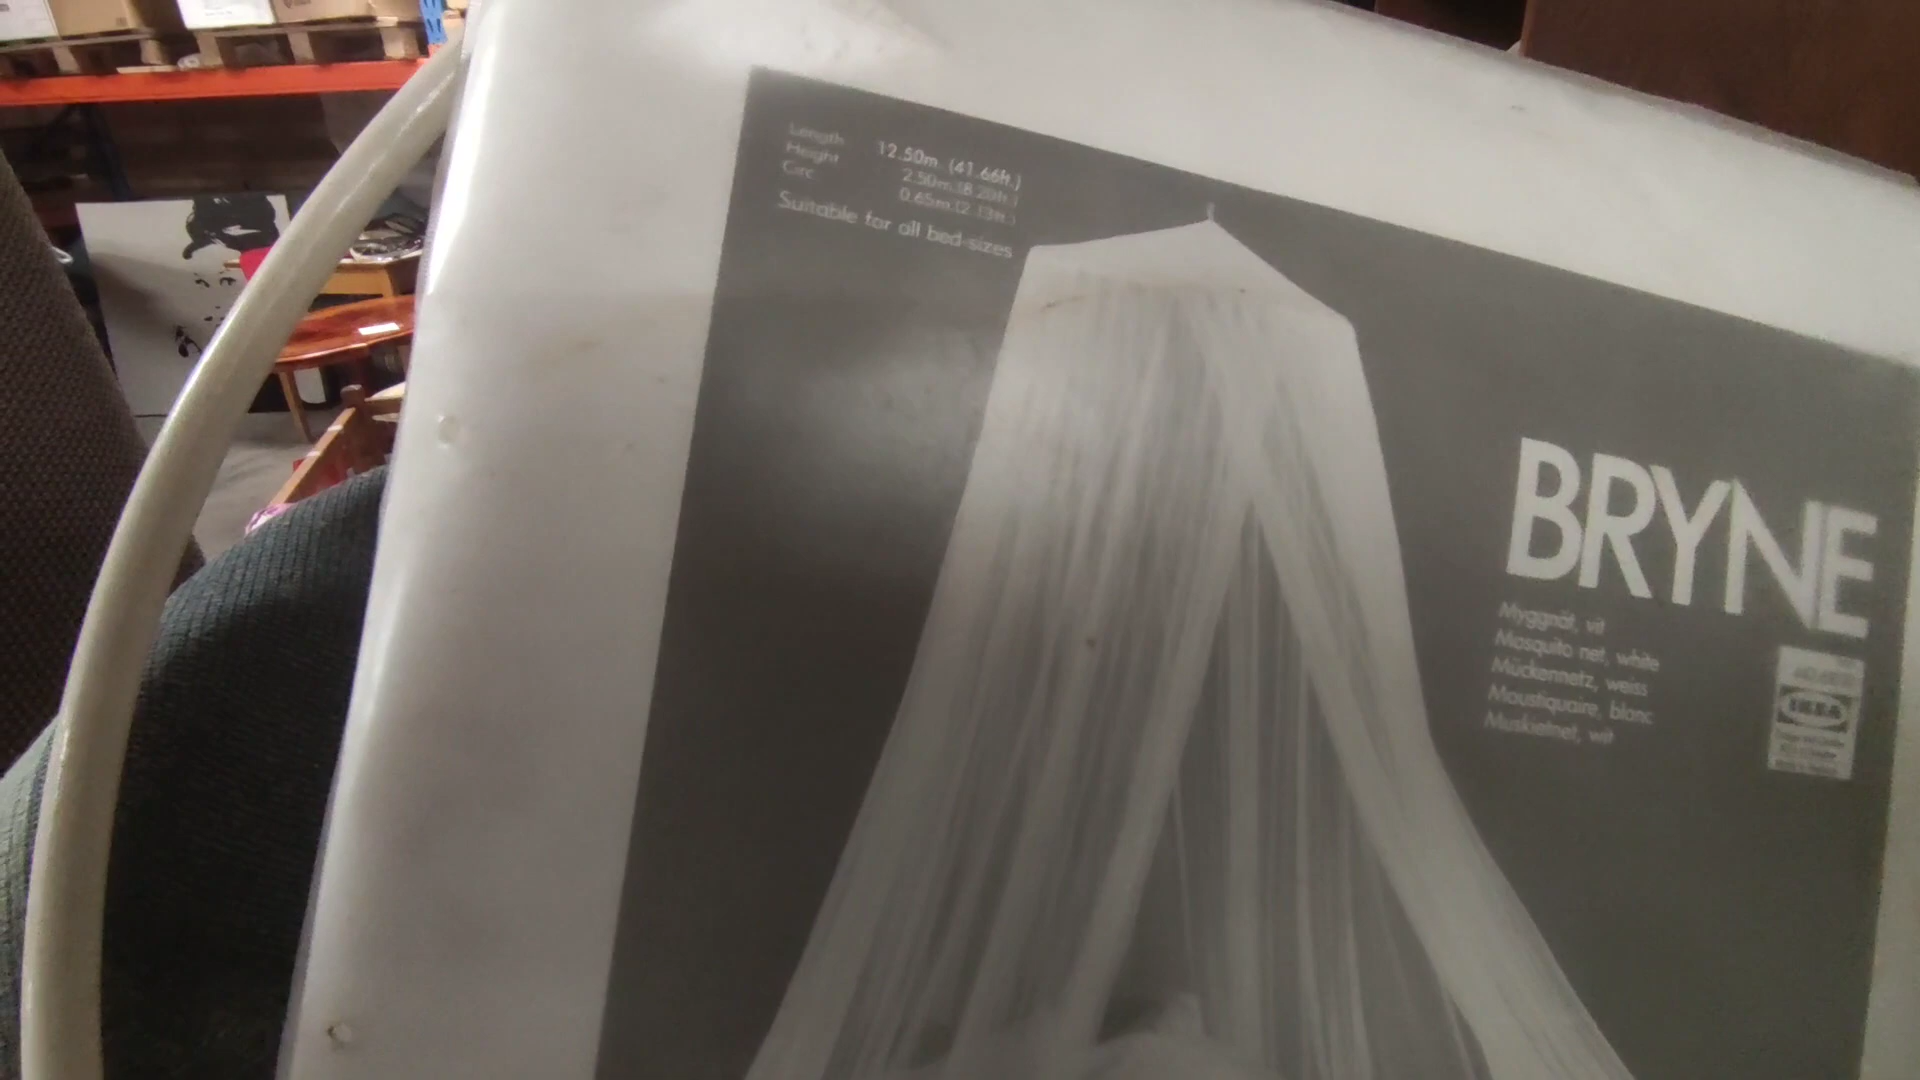 Length 12.50m. (41.66ft.)
Height 2.50m.(8.20ft.)
Circ. 0.65m.(2.13ft.)
Suitable for all bed sizes
BRYNE
Myggnät, vit
Mosquito net, white
Mückennetz, weiss
Moustiquaire, blanc
Muskietnet, wit
IKEA